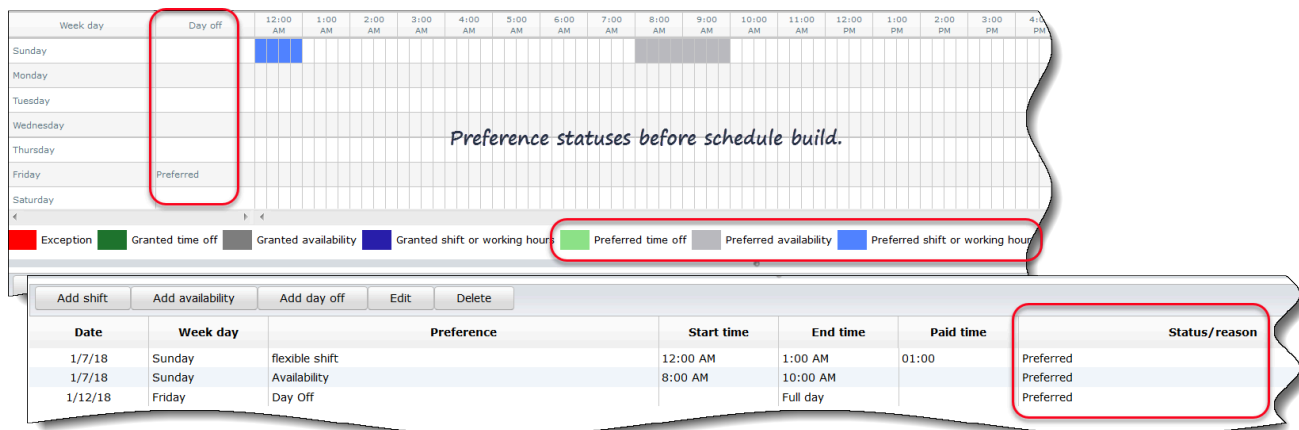 Week day Day off 12:00 AM 1:00 AM 2:00 AM 3:00 AM 4:00 AM 5:00 AM 6:00 AM 7:00 AM 8:00 AM 9:00 AM 10:00 AM 11:00 AM 12:00 PM 1:00 PM 2:00 PM 3:00 PM PM
Sunday
Monday
Tuesday
Wednesday
Preference statuses before schedule build.
Thursday
Friday Preferred
Saturday
Exception Granted time off Granted availability Granted shift or working hours Preferred time off Preferred availability Preferred shift or working hour
Add shift Add availability Add day off Edit Delete
Date Week day Preference Start time End time Paid time Status/reason
1/7/18 Sunday flexible shift 12:00 AM 1:00 AM 01:00 Preferred
1/7/18 Sunday Availability 8:00 AM 10:00 AM Preferred
1/12/18 Friday Day Off Full day Preferred